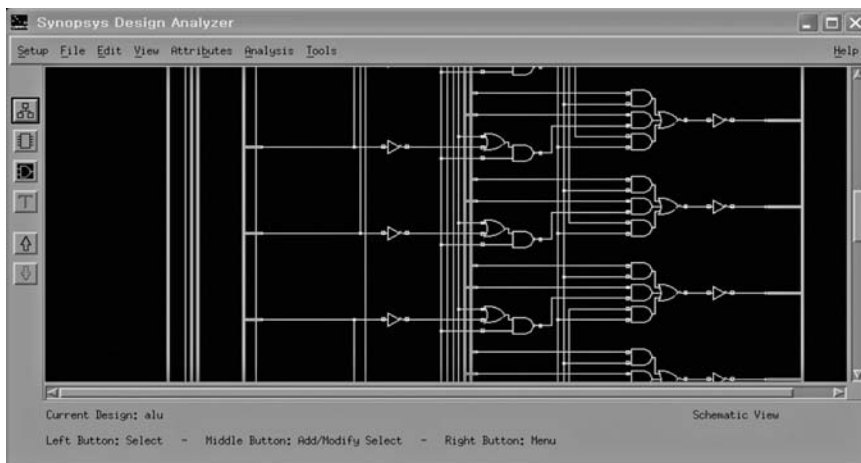 Synopsys Design Analyzer
Setup File Edit View Attributes Analysis Tools Help
T
Current Design: alu Schematic View
Left Button: Select - Middle Button: Add/Modify Select - Right Button: Menu